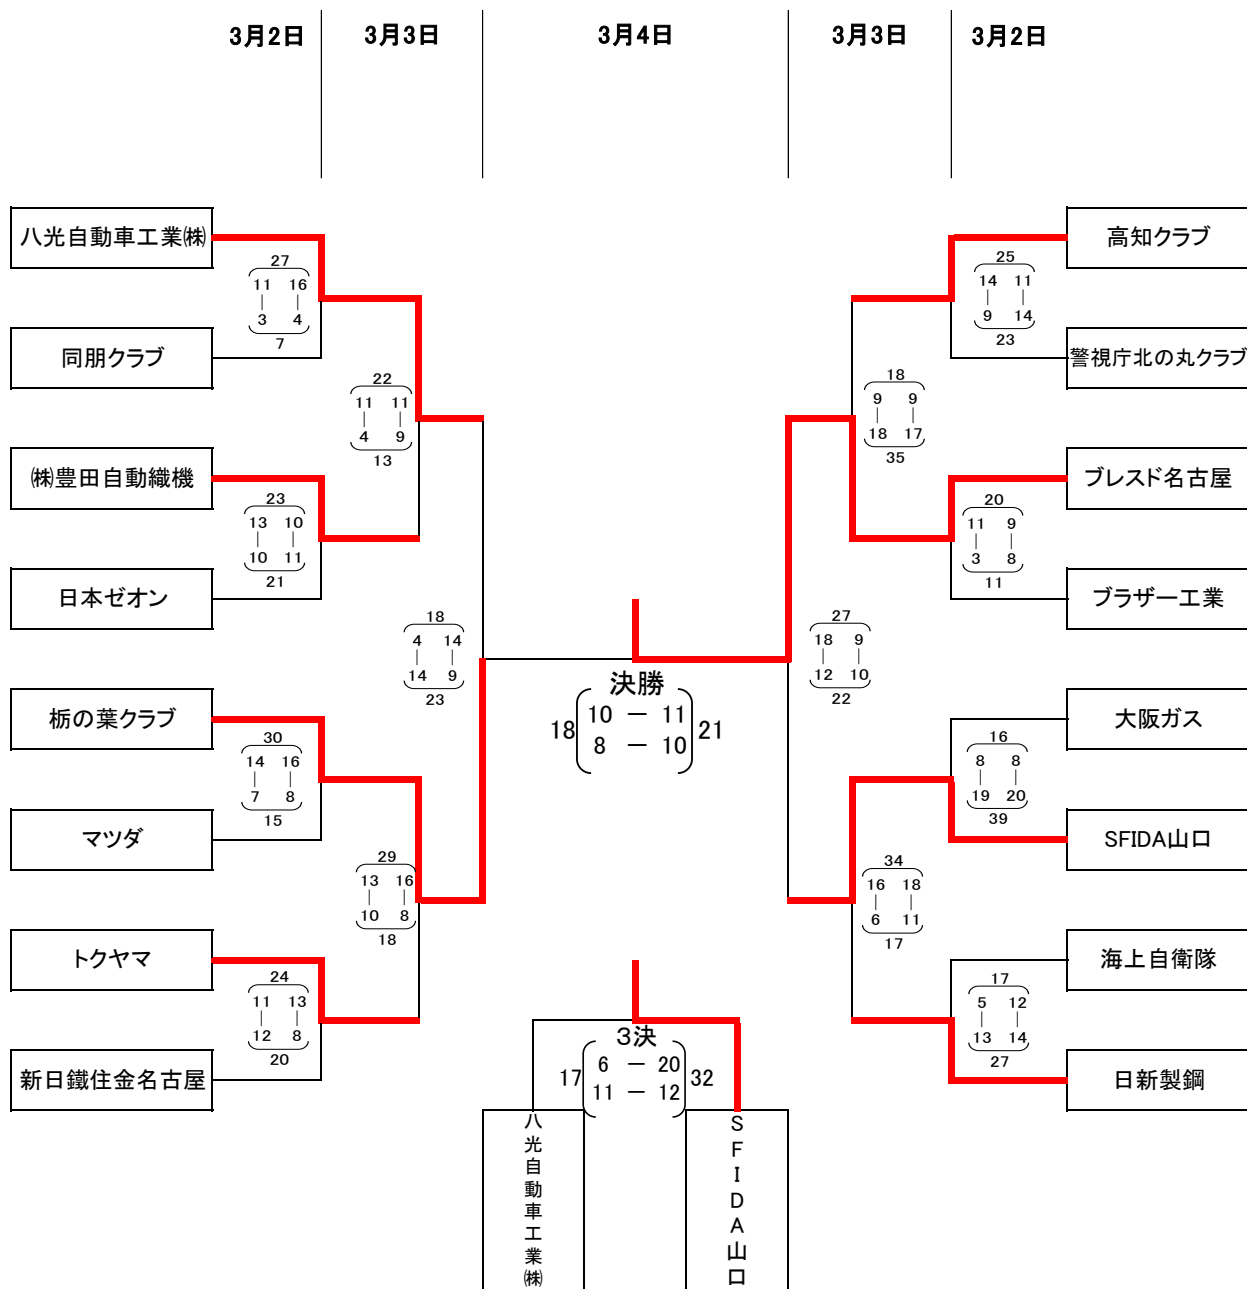 3月2日 3月3日 3月4日 3月3日 3月2日
八光自動車工業㈱
27
11 16
3 4
7
同朋クラブ
22
11 11
4 9
13
㈱豊田自動織機
23
13 10
10 11
21
日本ゼオン
18
4 14
14 9
23
栃の葉クラブ
30
14 16
7 8
15
マツダ
29
13 16
10 8
18
トクヤマ
24
11 13
12 8
20
新日鐵住金名古屋
決勝
18 10 － 11 21
8 － 10
3決
17 6 － 20 32
11 － 12
八光自動車工業㈱
SFIDA山口
高知クラブ
25
14 11
9 14
23
警視庁北の丸クラブ
18
9 9
18 17
35
ブレスド名古屋
20
11 9
3 8
11
ブラザー工業
27
18 9
12 10
22
大阪ガス
16
8 8
19 20
39
SFIDA山口
34
16 18
6 11
17
海上自衛隊
17
5 12
13 14
27
日新製鋼